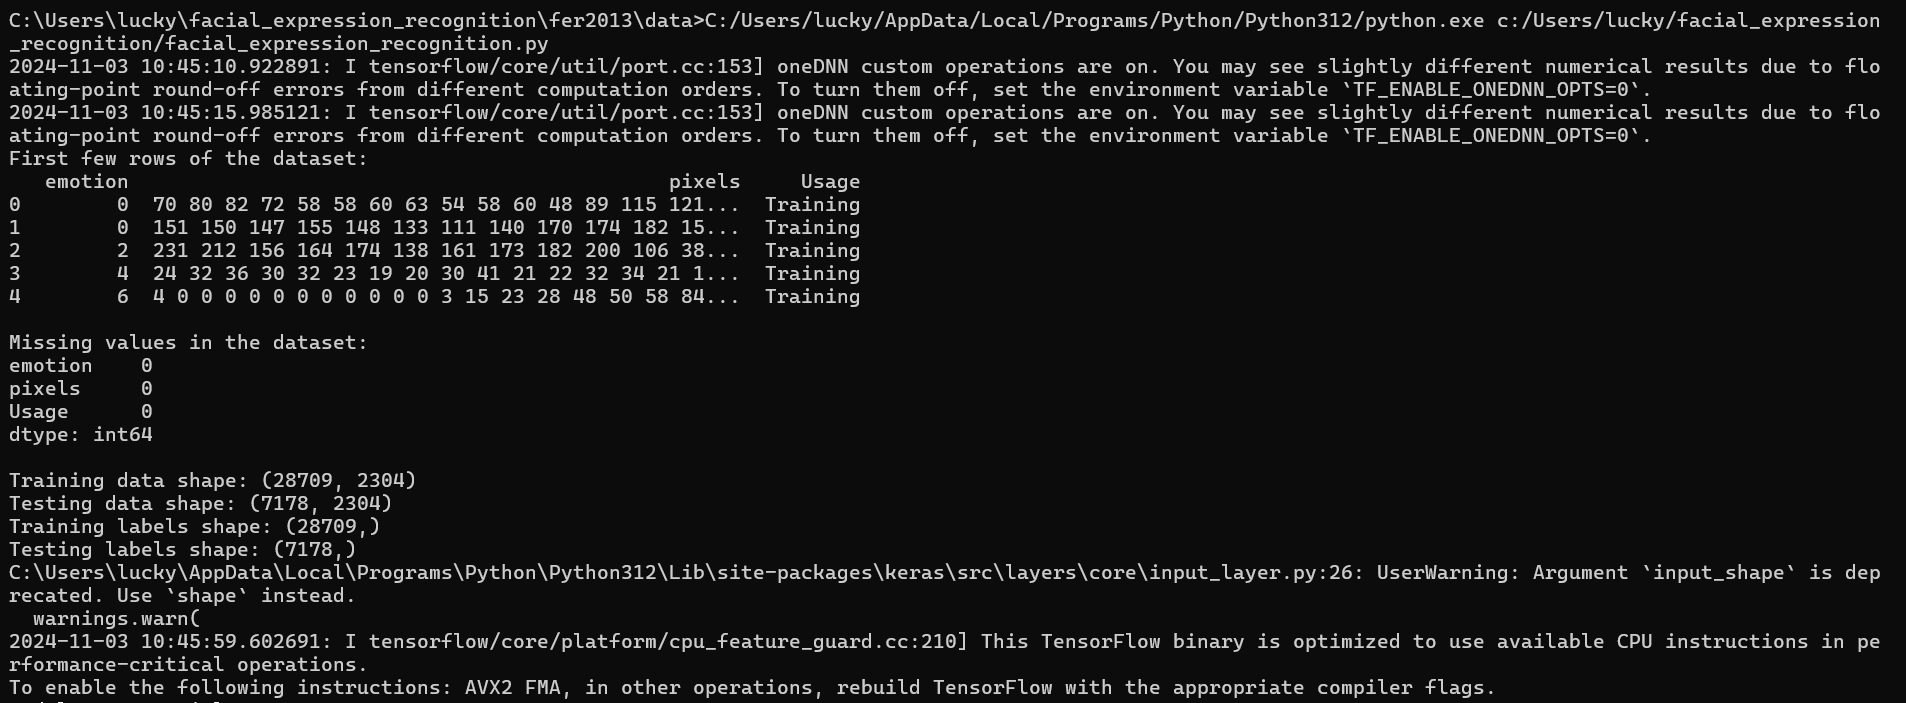 C:\Users\lucky\facial_expression_recognition\fer2013\data>C:/Users/lucky/AppData/Local/Programs/Python/Python312/python.exe c:/Users/lucky/facial_expression
_recognition/facial_expression_recognition.py
2024-11-03 10:45:10.922891: I tensorflow/core/util/port.cc:153] oneDNN custom operations are on. You may see slightly different numerical results due to flo
ating-point round-off errors from different computation orders. To turn them off, set the environment variable `TF_ENABLE_ONEDNN_OPTS=0`.
2024-11-03 10:45:15.985121: I tensorflow/core/util/port.cc:153] oneDNN custom operations are on. You may see slightly different numerical results due to flo
ating-point round-off errors from different computation orders. To turn them off, set the environment variable `TF_ENABLE_ONEDNN_OPTS=0`.
First few rows of the dataset:
   emotion                                             pixels     Usage
0        0  70 80 82 72 58 58 60 63 54 58 60 48 89 115 121...  Training
1        0  151 150 147 155 148 133 111 140 170 174 182 15...  Training
2        2  231 212 156 164 174 138 161 173 182 200 106 38...  Training
3        4  24 32 36 30 32 23 19 20 30 41 21 22 32 34 21 1...  Training
4        6  4 0 0 0 0 0 0 0 0 0 0 0 3 15 23 28 48 50 58 84...  Training
Missing values in the dataset:
emotion    0
pixels     0
Usage      0
dtype: int64
Training data shape: (28709, 2304)
Testing data shape: (7178, 2304)
Training labels shape: (28709,)
Testing labels shape: (7178,)
C:\Users\lucky\AppData\Local\Programs\Python\Python312\Lib\site-packages\keras\src\layers\core\input_layer.py:26: UserWarning: Argument `input_shape` is dep
recated. Use `shape` instead.
  warnings.warn(
2024-11-03 10:45:59.602691: I tensorflow/core/platform/cpu_feature_guard.cc:210] This TensorFlow binary is optimized to use available CPU instructions in pe
rformance-critical operations.
To enable the following instructions: AVX2 FMA, in other operations, rebuild TensorFlow with the appropriate compiler flags.